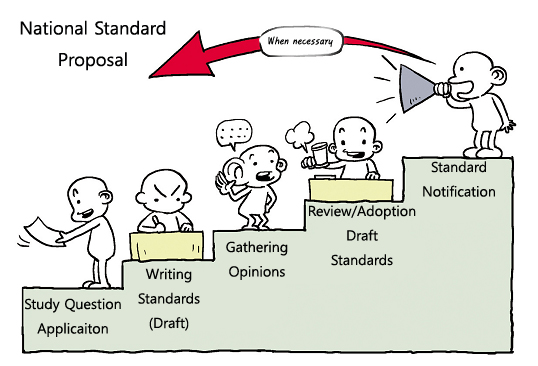 National Standard
Proposal
When necessary
Study Question
Applicaiton
Writing
Standards
(Draft)
Gathering
Opinions
Review/Adoption
Draft
Standards
Standard
Notification